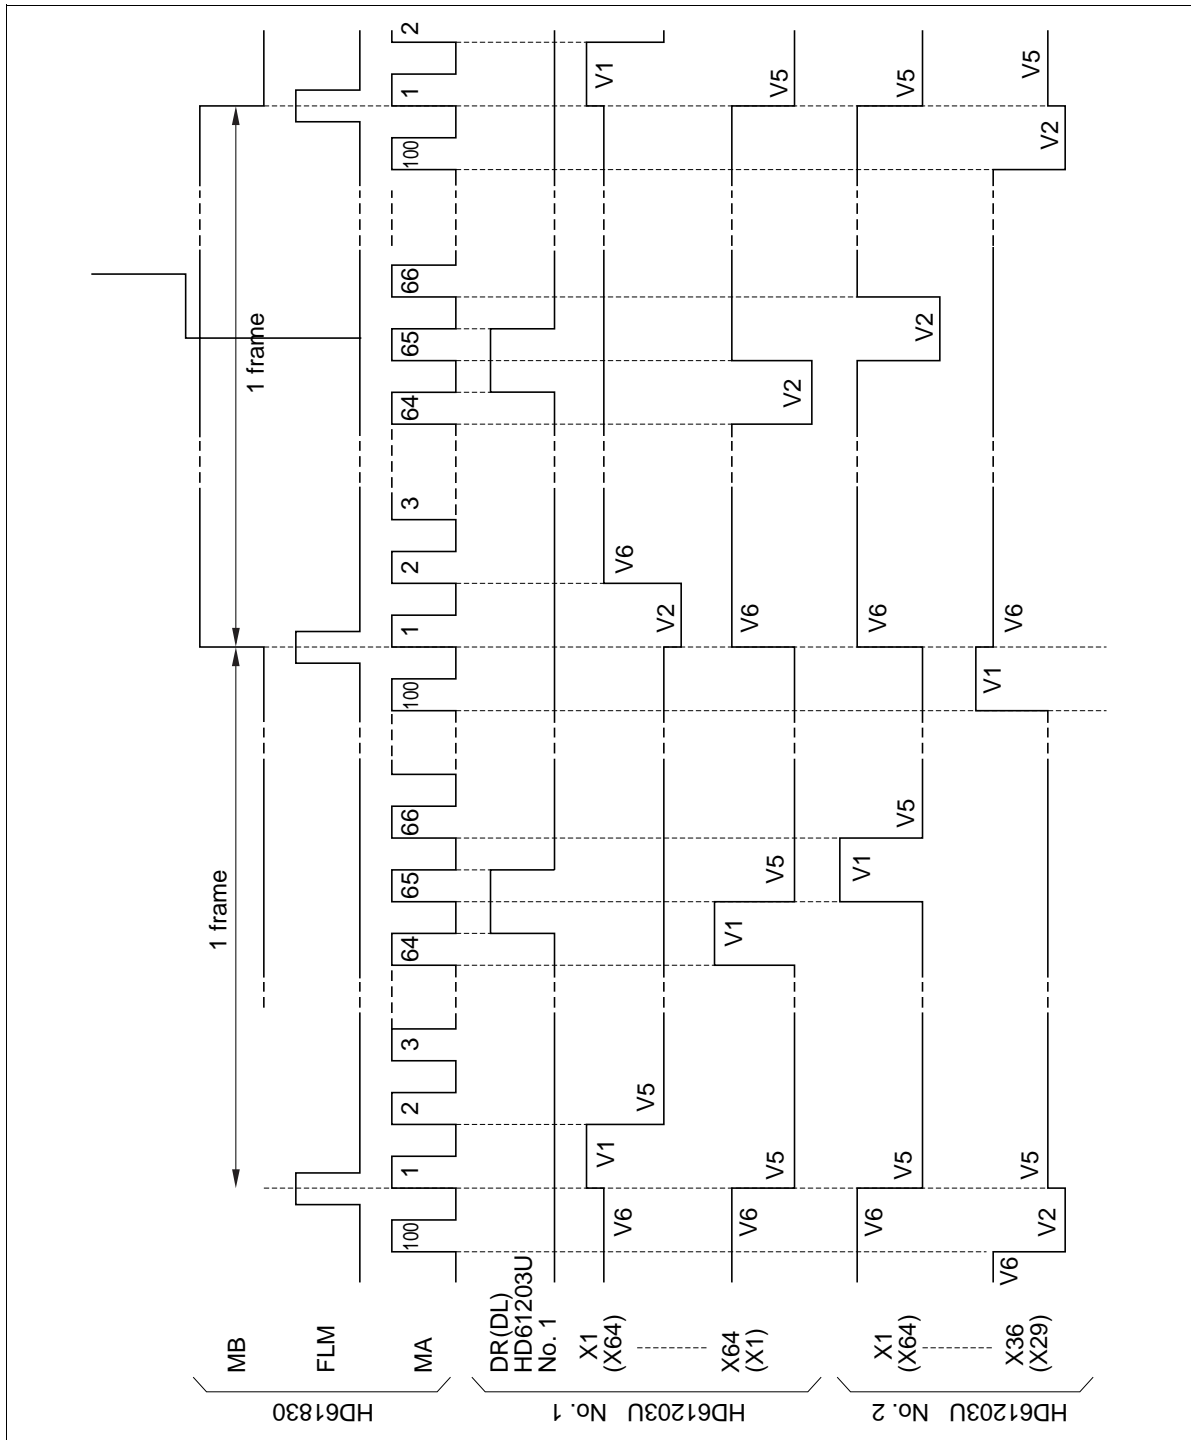 HD61830
MB
1 frame
1 frame
FLM
MA
100
1
2
3
64
65
66
100
1
2
3
64
65
66
100
1
2
HD61203U No. 1
DR(DL)
HD61203U
No. 1
X1
(X64)
V6
V1
V5
V2
V6
V1
X64
(X1)
V6
V5
V1
V5
V6
V2
V5
HD61203U No. 2
X1
(X64)
V6
V5
V1
V5
V6
V2
V5
X36
(X29)
V6
V2
V5
V1
V6
V2
V5